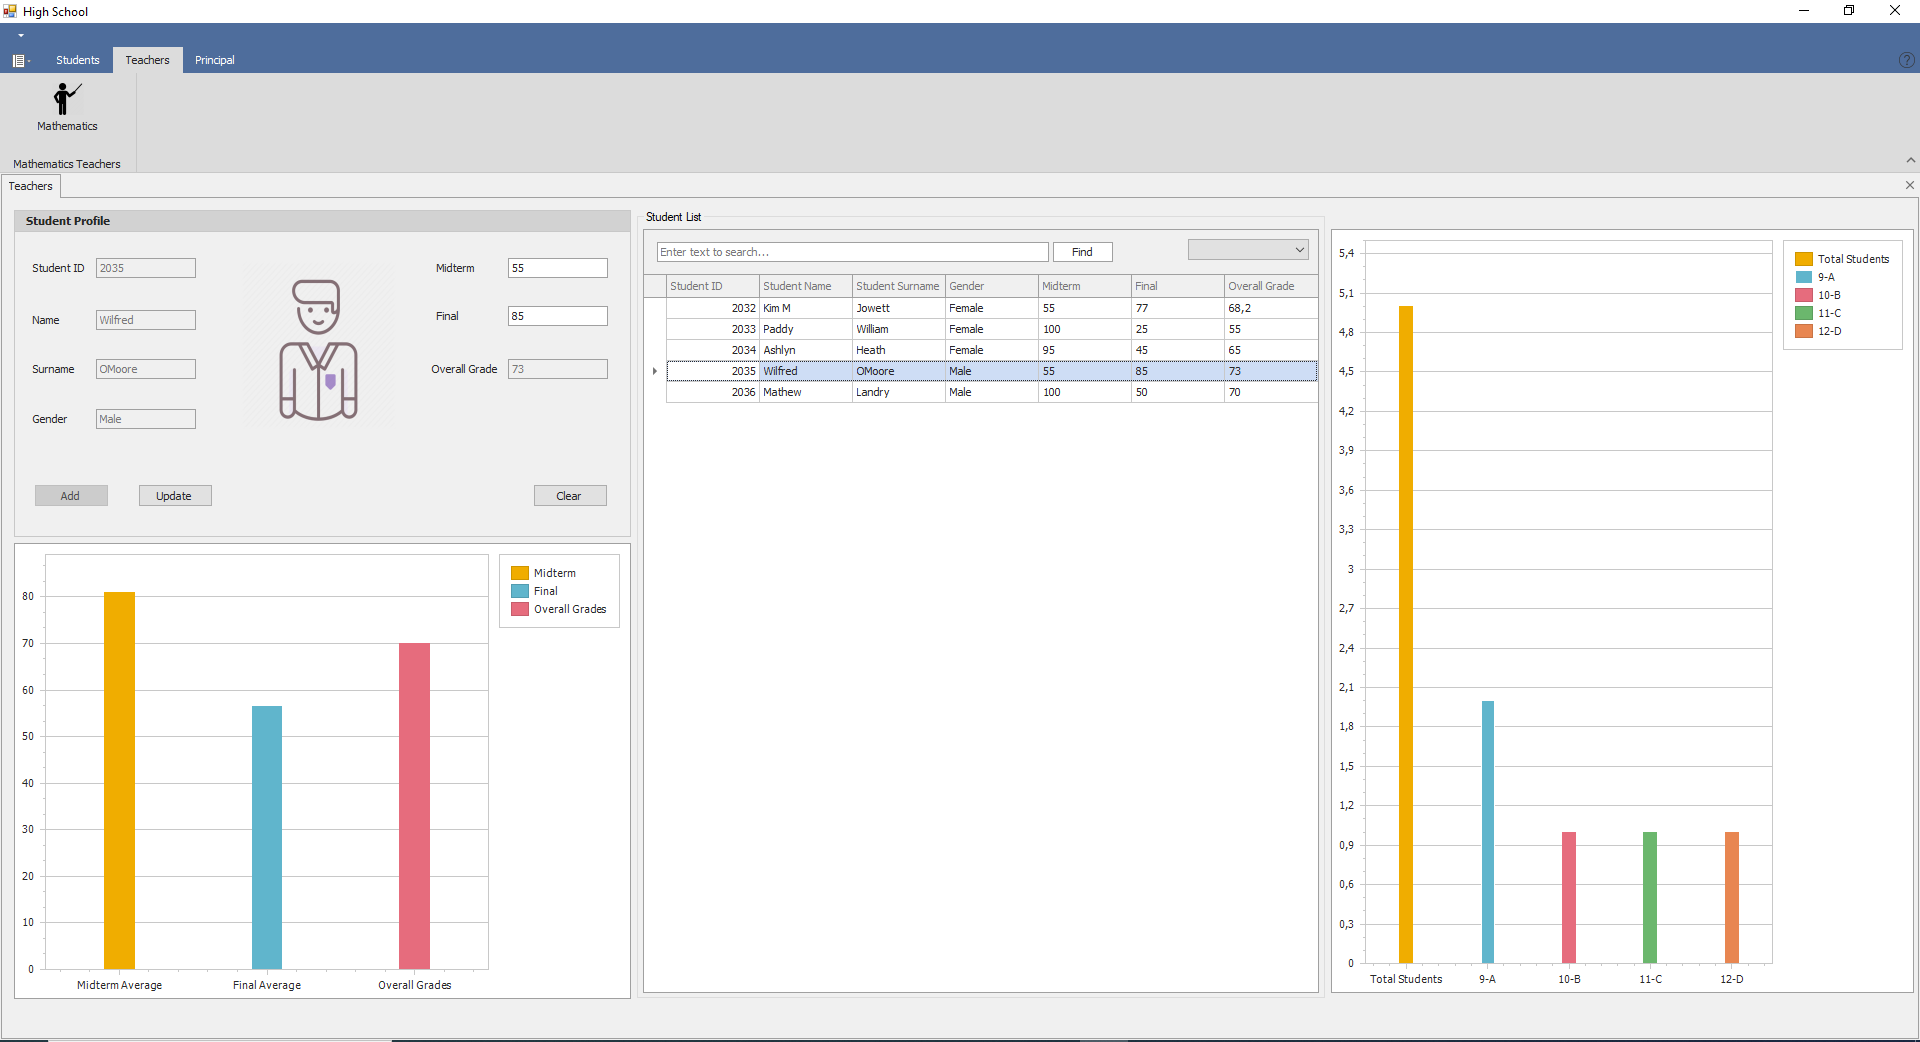 High School
Students Teachers Principal
Mathematics
Mathematics Teachers
Teachers
Student Profile
Student ID 2035
Name Wilfred
Surname OMoore
Gender Male
Midterm 55
Final 85
Overall Grade 73
Add Update Clear
80
70
60
50
40
30
20
10
0
Midterm Average Final Average Overall Grades
Midterm
Final
Overall Grades
Student List
Enter text to search... Find
Student ID Student Name Student Surname Gender Midterm Final Overall Grade
2032 Kim M Jowett Female 55 77 68,2
2033 Paddy William Female 100 25 55
2034 Ashlyn Heath Female 95 45 65
2035 Wilfred OMoore Male 55 85 73
2036 Mathew Landry Male 100 50 70
5,4
5,1
4,8
4,5
4,2
3,9
3,6
3,3
3
2,7
2,4
2,1
1,8
1,5
1,2
0,9
0,6
0,3
0
Total Students 9-A 10-B 11-C 12-D
Total Students
9-A
10-B
11-C
12-D